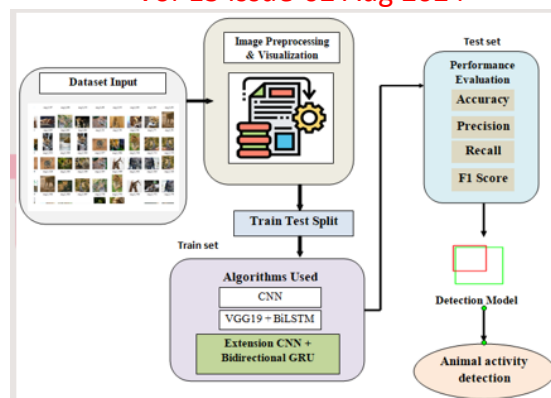 Image Preprocessing
& Visualization
Dataset Input
Train Test Split
Train set
Algorithms Used
CNN
VGG19 + BiLSTM
Extension CNN +
Bidirectional GRU
Test set
Performance
Evaluation
Accuracy
Precision
Recall
F1 Score
Detection Model
Animal activity
detection